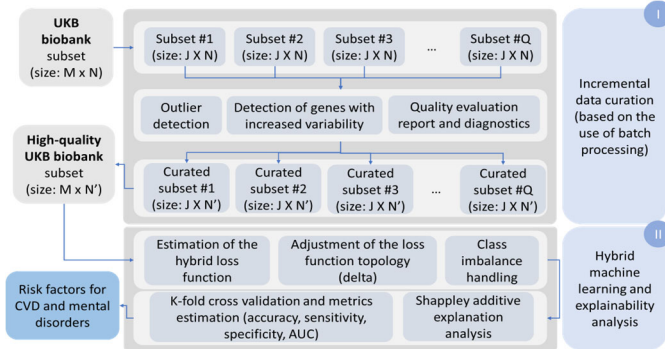 UKB
biobank
subset
(size: M x N)
Subset #1
(size: J X N)
Subset #2
(size: J X N)
Subset #3
(size: J X N)
...
Subset #Q
(size: J X N)
I
Incremental
data curation
(based on the
use of batch
processing)
Outlier
detection
Detection of genes with
increased variability
Quality evaluation
report and diagnostics
High-quality
UKB biobank
subset
(size: M x N')
Curated
subset #1
(size: J X N')
Curated
subset #2
(size: J X N')
Curated
subset #3
(size: J X N')
...
Curated
subset #Q
(size: J X N')
II
Estimation of the
hybrid loss
function
Adjustment of the loss
function topology
(delta)
Class
imbalance
handling
Hybrid
machine
learning and
explainability
analysis
Risk factors for
CVD and mental
disorders
K-fold cross validation and metrics
estimation (accuracy, sensitivity,
specificity, AUC)
Shappley additive
explanation
analysis